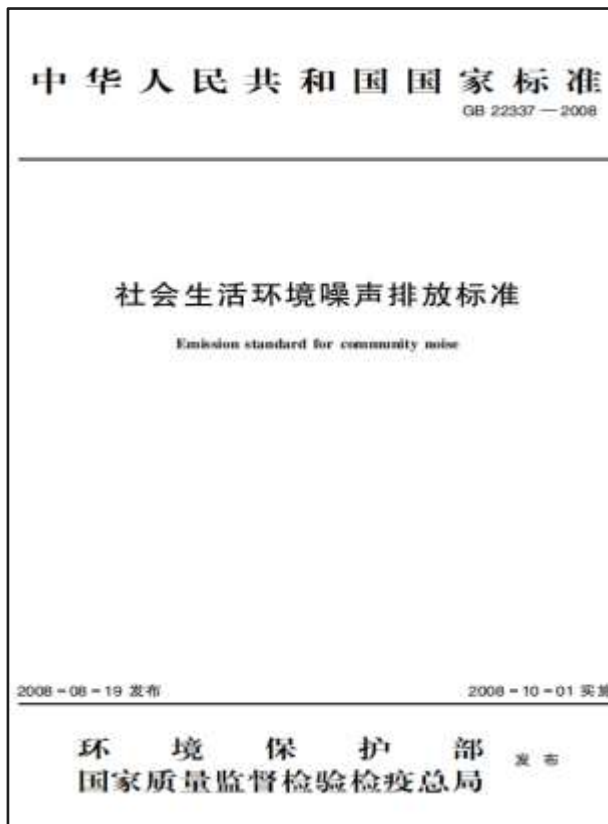 中华人民共和国国家标准
GB 22337—2008
社会生活环境噪声排放标准
Emission standard for community noise
2008-08-19 发布
2008-10-01 实施
环境保护部
国家质量监督检验检疫总局
发布